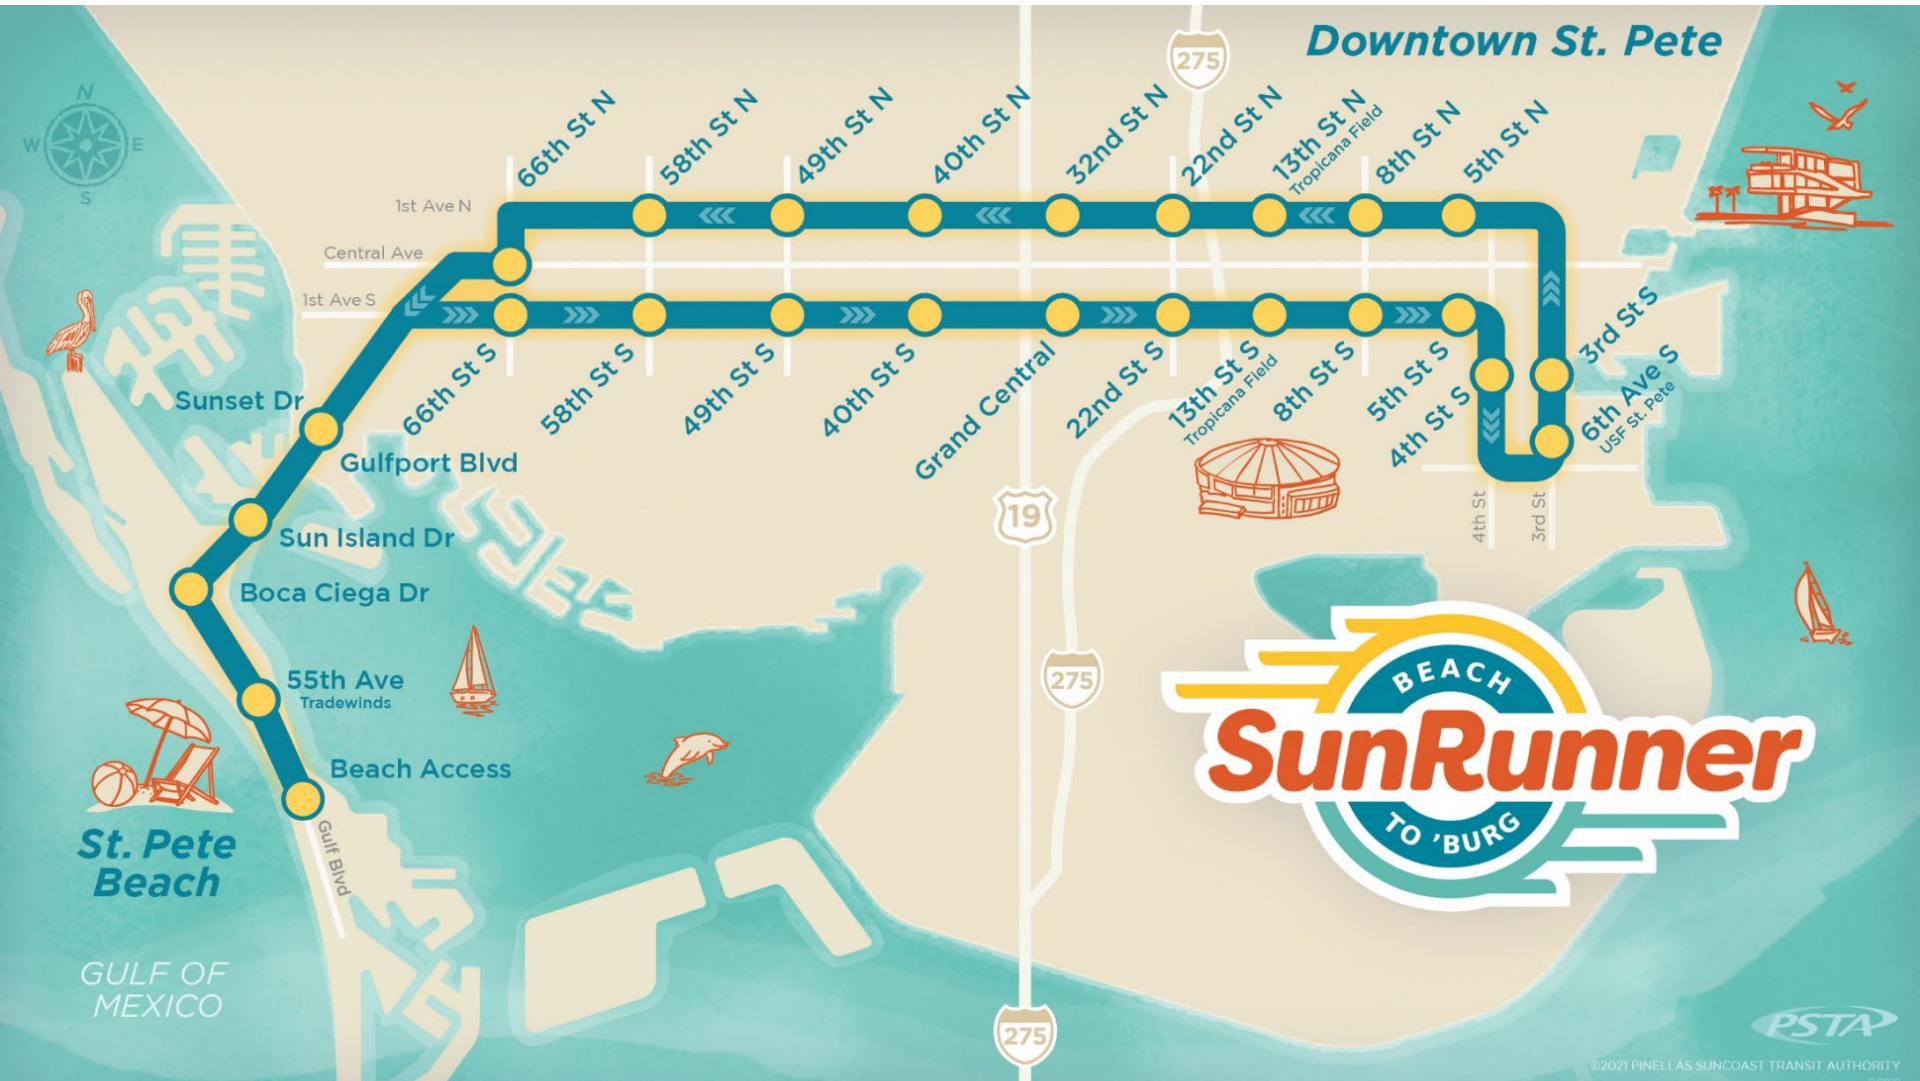 Downtown St. Pete
275
N
W
E
S
66th St N
58th St N
49th St N
40th St N
32nd St N
22nd St N
13th St N
Tropicana Field
8th St N
5th St N
1st Ave N
Central Ave
1st Ave S
66th St S
58th St S
49th St S
40th St S
Grand Central
22nd St S
13th St S
Tropicana Field
8th St S
5th St S
4th St S
3rd St S
6th Ave S
USF St. Pete
4th St
3rd St
Sunset Dr
Gulfport Blvd
19
Sun Island Dr
Boca Ciega Dr
55th Ave
Tradewinds
275
Beach Access
Gulf Blvd
St. Pete
Beach
BEACH
SunRunner
TO 'BURG
GULF OF
MEXICO
275
PSTA
©2021 PINELLAS SUNCOAST TRANSIT AUTHORITY